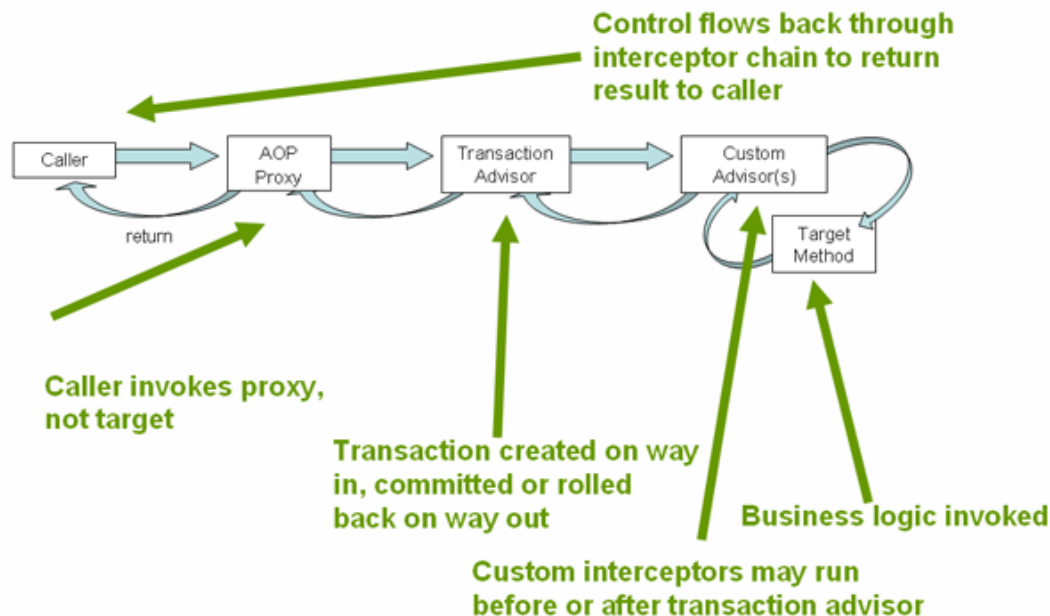 Control flows back through
interceptor chain to return
result to caller
Caller
AOP
Proxy
Transaction
Advisor
Custom
Advisor(s)
return
Target
Method
Caller invokes proxy,
not target
Transaction created on way
in, committed or rolled
back on way out
Business logic invoked
Custom interceptors may run
before or after transaction advisor